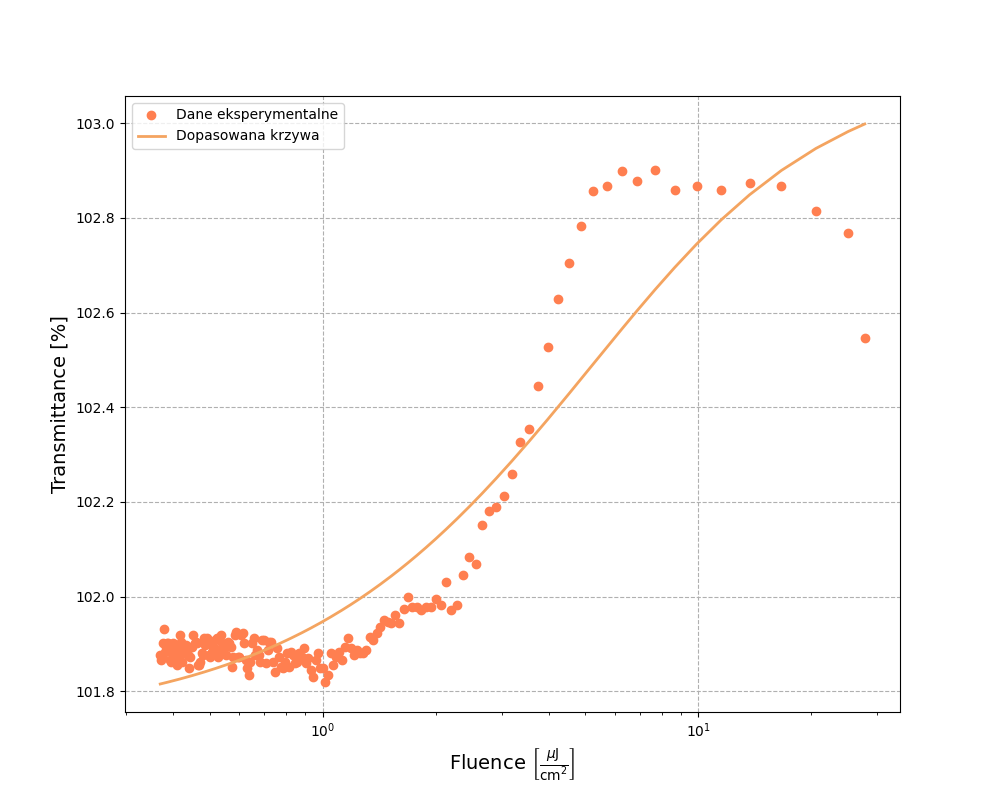 Dane eksperymentalne
Dopasowana krzywa
103.0
102.8
102.6
102.4
102.2
102.0
101.8
Transmittance [%]
10⁰ 10¹
Fluence [μJ/cm²]